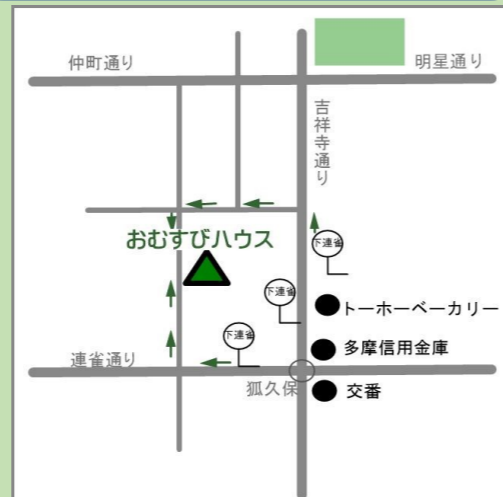 仲町通り
明星通り
吉祥寺通り
おむすびハウス
下連雀
下連雀
トーホーベーカリー
下連雀
多摩信用金庫
連雀通り
狐久保
交番